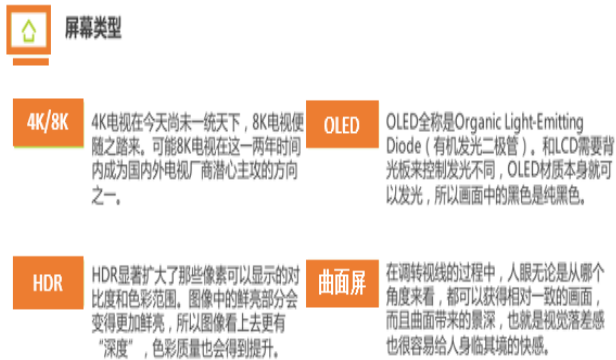 屏幕类型
4K/8K
4K电视在今天尚未一统天下，8K电视便
随之踏来。可能8K电视在这一两年时间
内成为国内外电视厂商潜心主攻的方向
之一。
OLED
OLED全称是Organic Light-Emitting
Diode（有机发光二极管）。和LCD需要背
光板来控制发光不同，OLED材质本身就可
以发光，所以画面中的黑色是纯黑色。
HDR
HDR显著扩大了那些像素可以显示的对
比度和色彩范围。图像中的鲜亮部分会
变得更加鲜亮，所以图像看上去更有
“深度”，色彩质量也会得到提升。
曲面屏
在调转视线的过程中，人眼无论是从哪个
角度来看，都可以获得相对一致的画面，
而且曲面带来的景深，也就是视觉落差感
也很容易给人身临其境的快感。